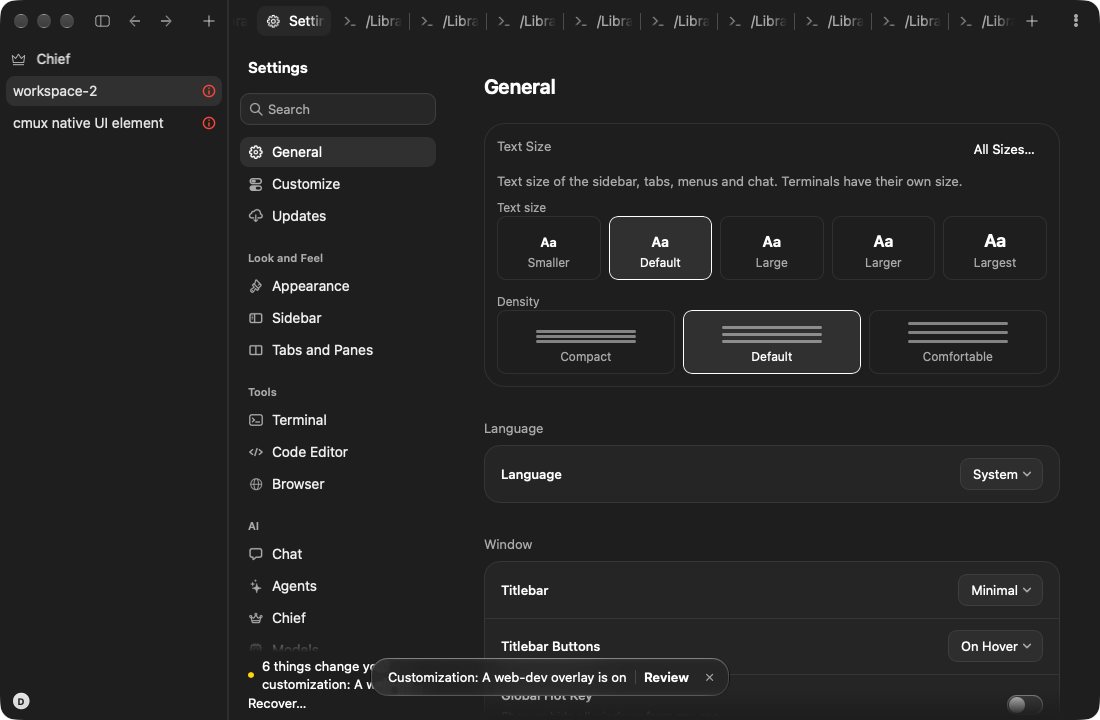 Chief
workspace-2
cmux native UI element
D
Settin
/Libra
/Libra
/Libra
/Libra
/Libra
/Libra
/Libra
/Libra
/Libra
Settings
Search
General
Customize
Updates
Look and Feel
Appearance
Sidebar
Tabs and Panes
Tools
Terminal
Code Editor
Browser
AI
Chat
Agents
Chief
Models
6 things change yo
customization: A w
Recover...
General
Text Size
All Sizes...
Text size of the sidebar, tabs, menus and chat. Terminals have their own size.
Text size
Aa Aa Aa Aa Aa
Smaller Default Large Larger Largest
Density
Compact Default Comfortable
Language
Language
System
Window
Titlebar
Minimal
Titlebar Buttons
On Hover
Global Hot Key
Customization: A web-dev overlay is on
Review